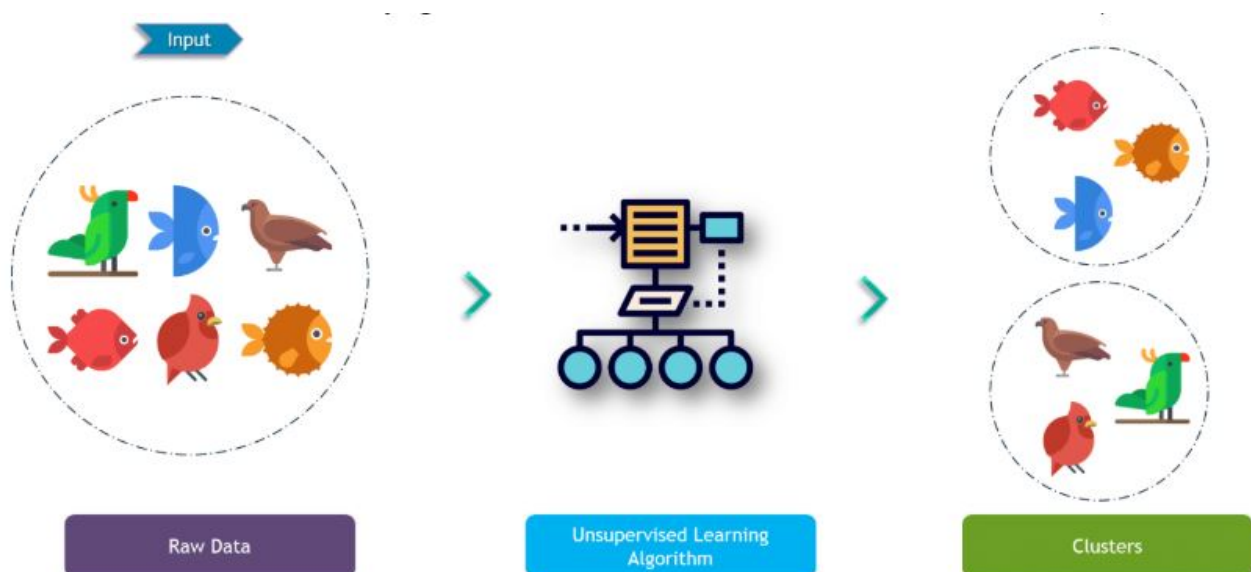 Input
Raw Data
Unsupervised Learning
Algorithm
Clusters